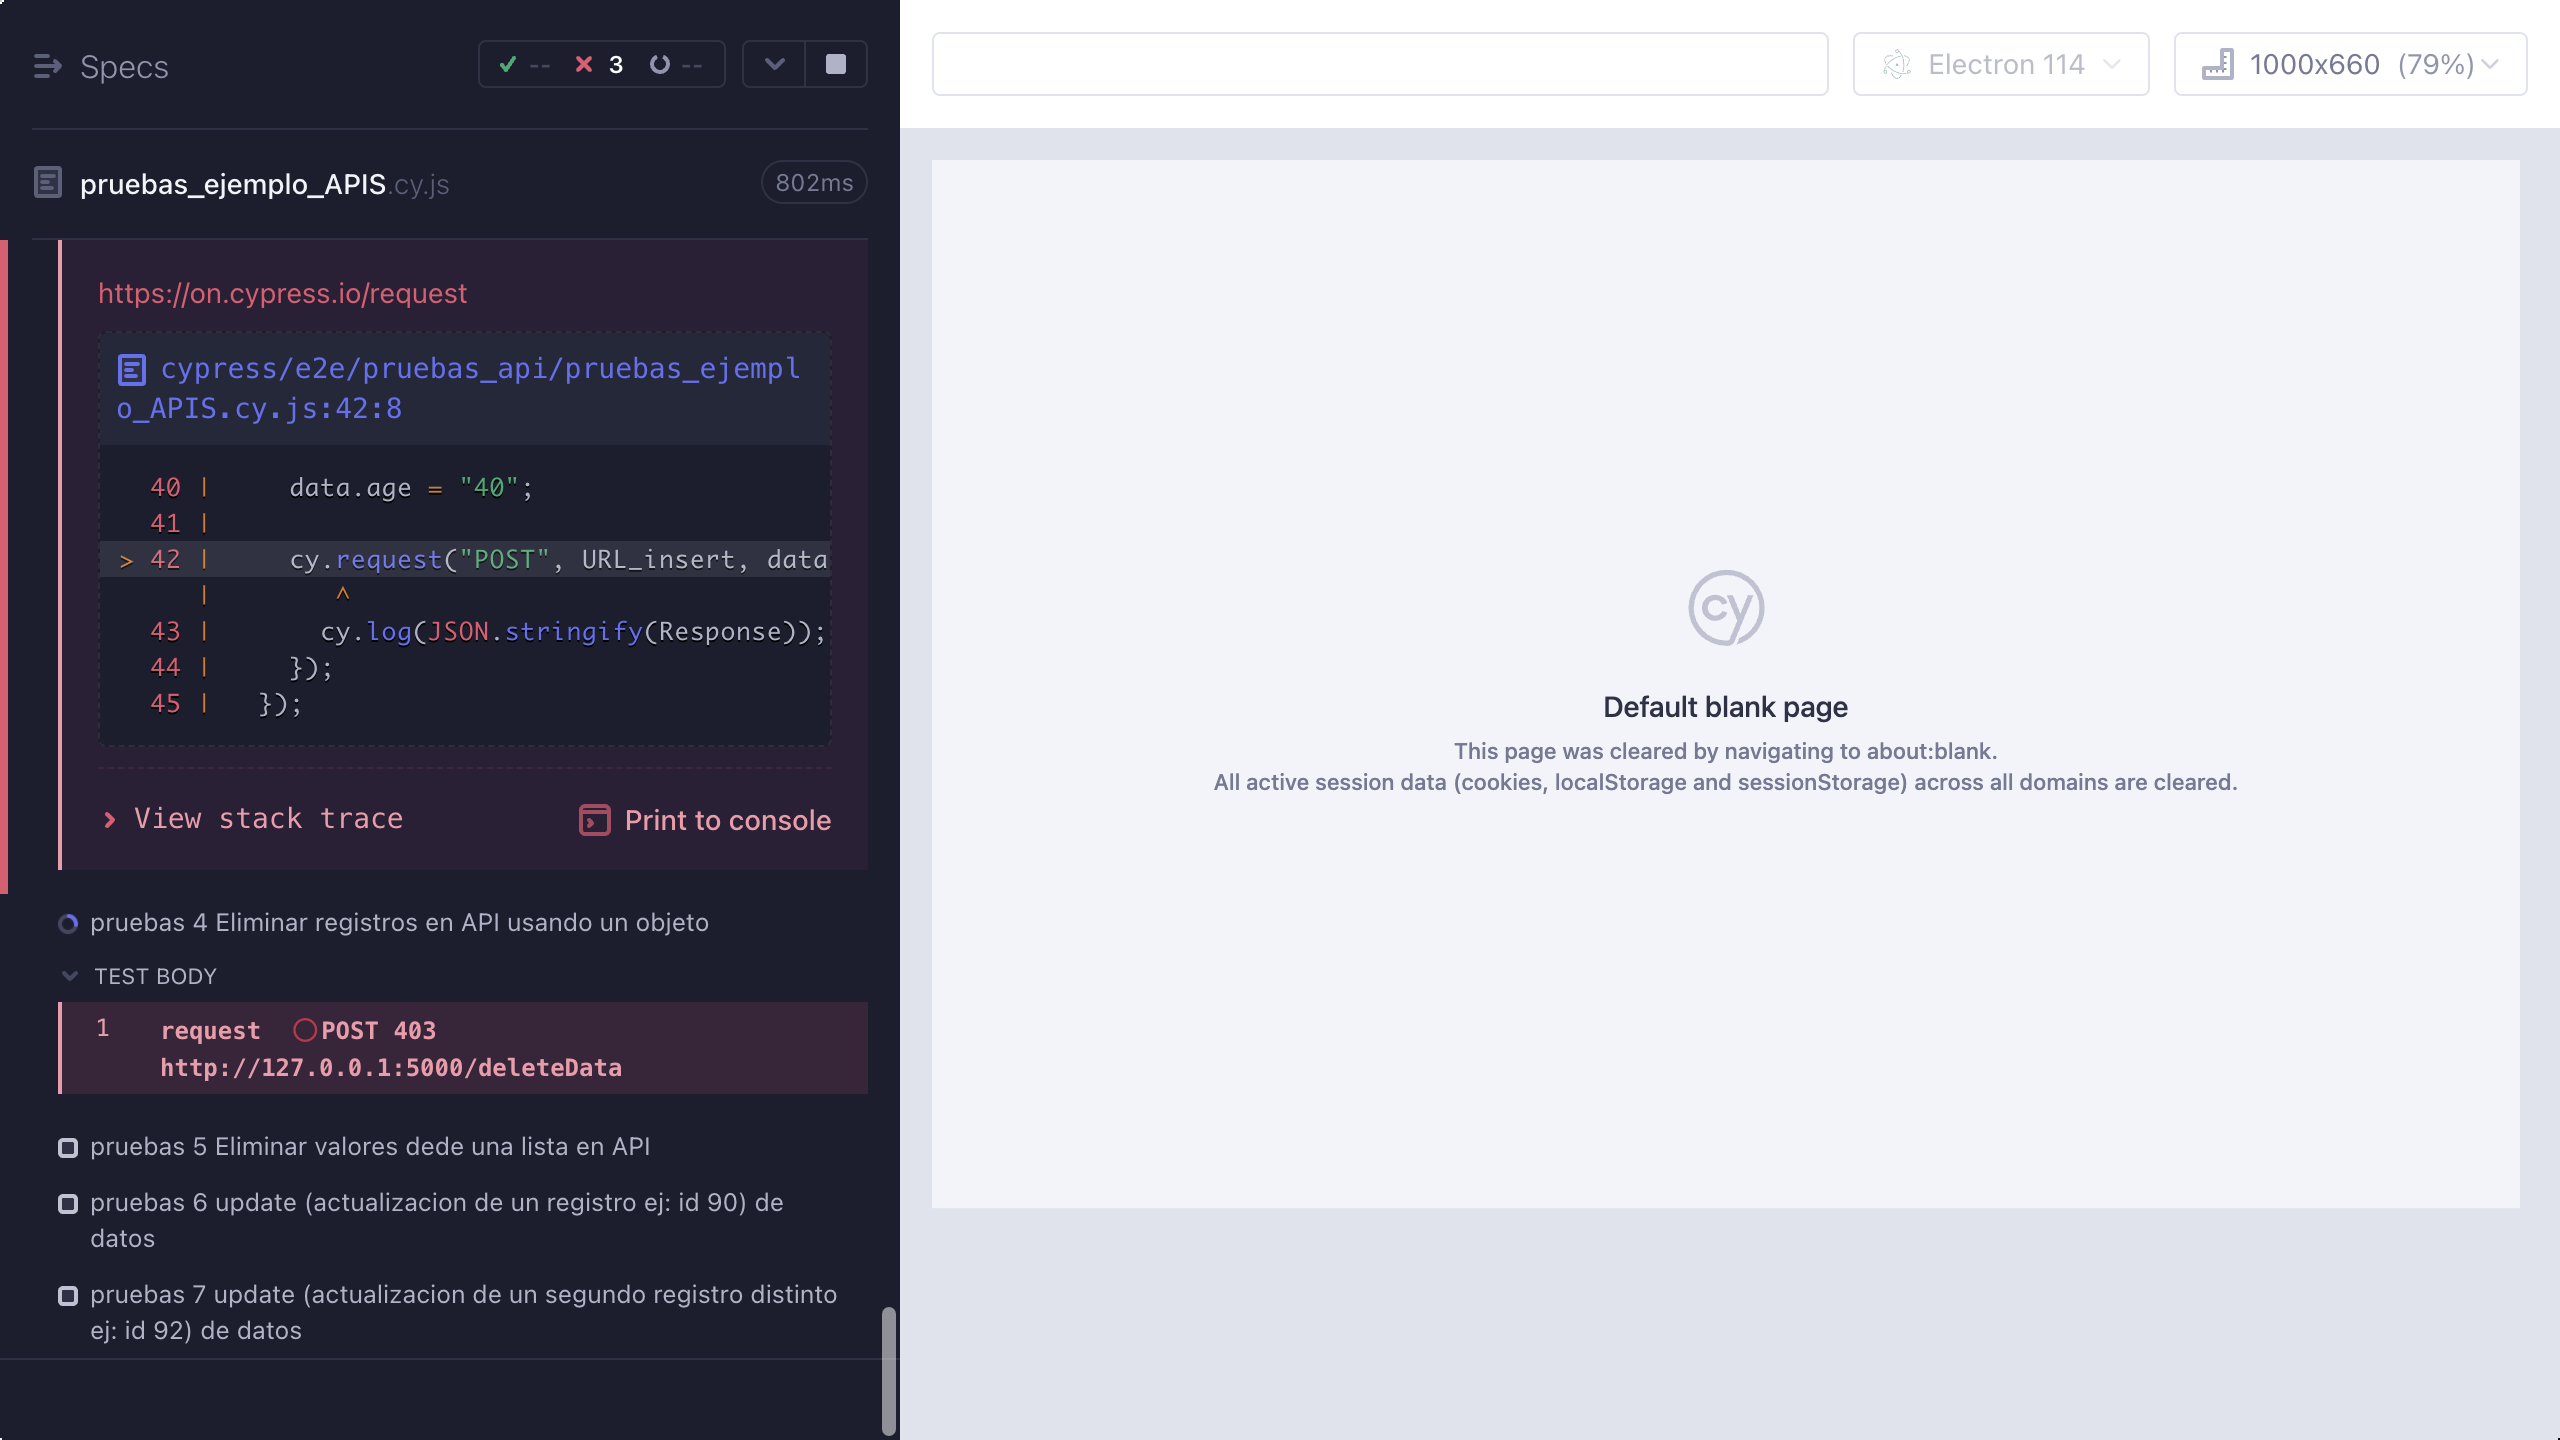 Specs
-- 3 --
pruebas_ejemplo_APIS.cy.js
802ms
https://on.cypress.io/request
cypress/e2e/pruebas_api/pruebas_ejempl
o_APIS.cy.js:42:8
40 |     data.age = "40";
41 |
> 42 |     cy.request("POST", URL_insert, data
|        ^
43 |       cy.log(JSON.stringify(Response));
44 |     });
45 |   });
View stack trace
Print to console
pruebas 4 Eliminar registros en API usando un objeto
TEST BODY
1 request POST 403
http://127.0.0.1:5000/deleteData
pruebas 5 Eliminar valores dede una lista en API
pruebas 6 update (actualizacion de un registro ej: id 90) de
datos
pruebas 7 update (actualizacion de un segundo registro distinto
ej: id 92) de datos
Electron 114
1000x660 (79%)
cy
Default blank page
This page was cleared by navigating to about:blank.
All active session data (cookies, localStorage and sessionStorage) across all domains are cleared.